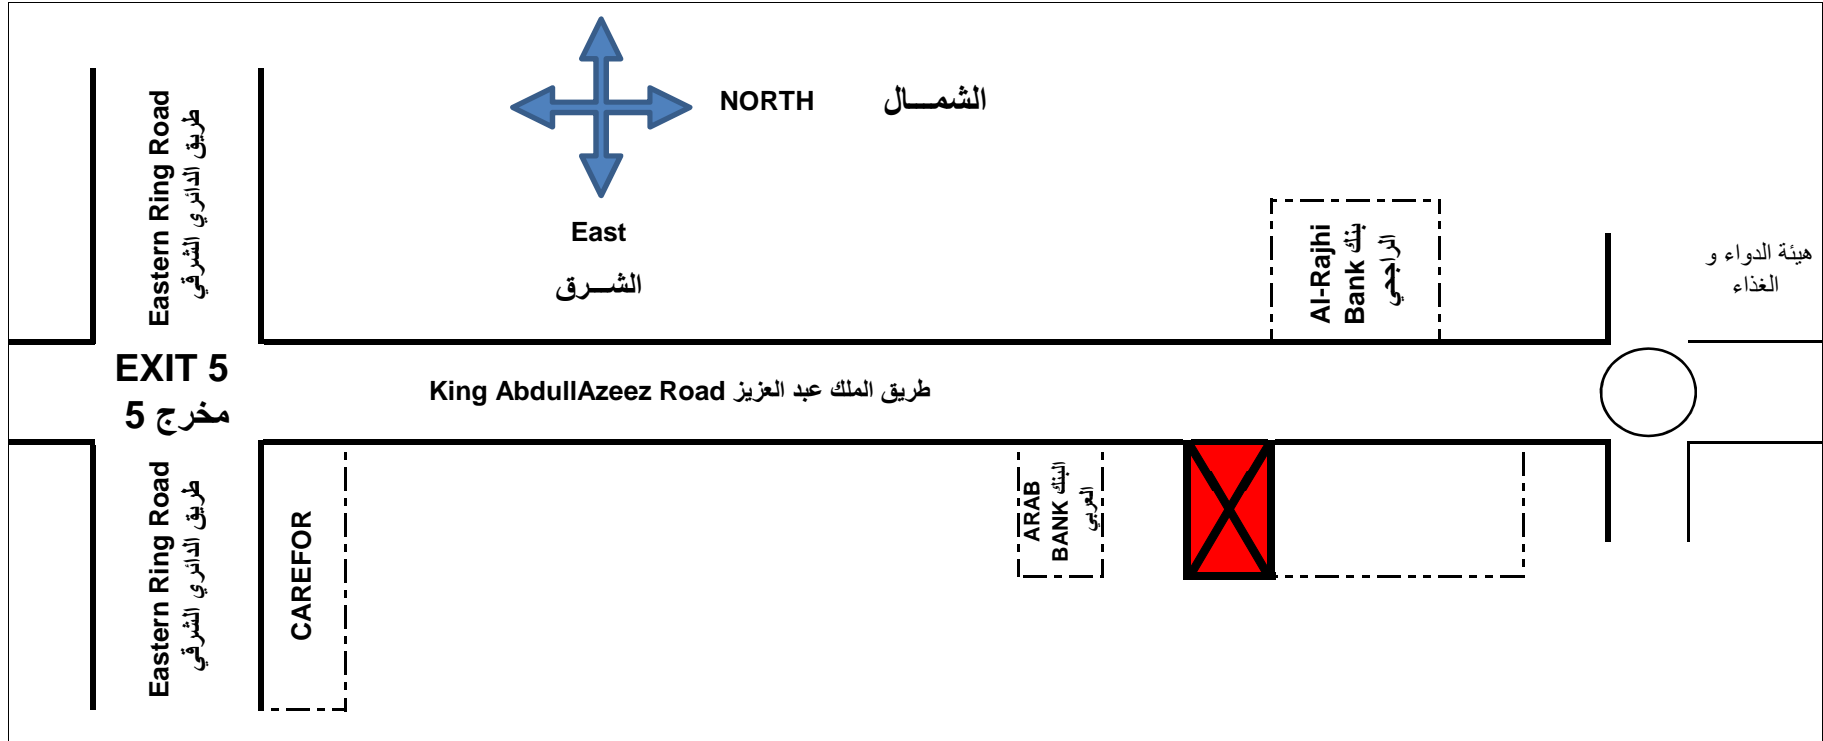 NORTH الشمـــال
East
الشـــرق
Eastern Ring Road
طريق الدائري الشرقي
Al-Rajhi
Bank بنك
الراجحي
هيئة الدواء و
الغذاء
EXIT 5
مخرج 5
King AbdullAzeez Road طريق الملك عبد العزيز
Eastern Ring Road
طريق الدائري الشرقي
CAREFOR
ARAB
BANK البنك
العربي